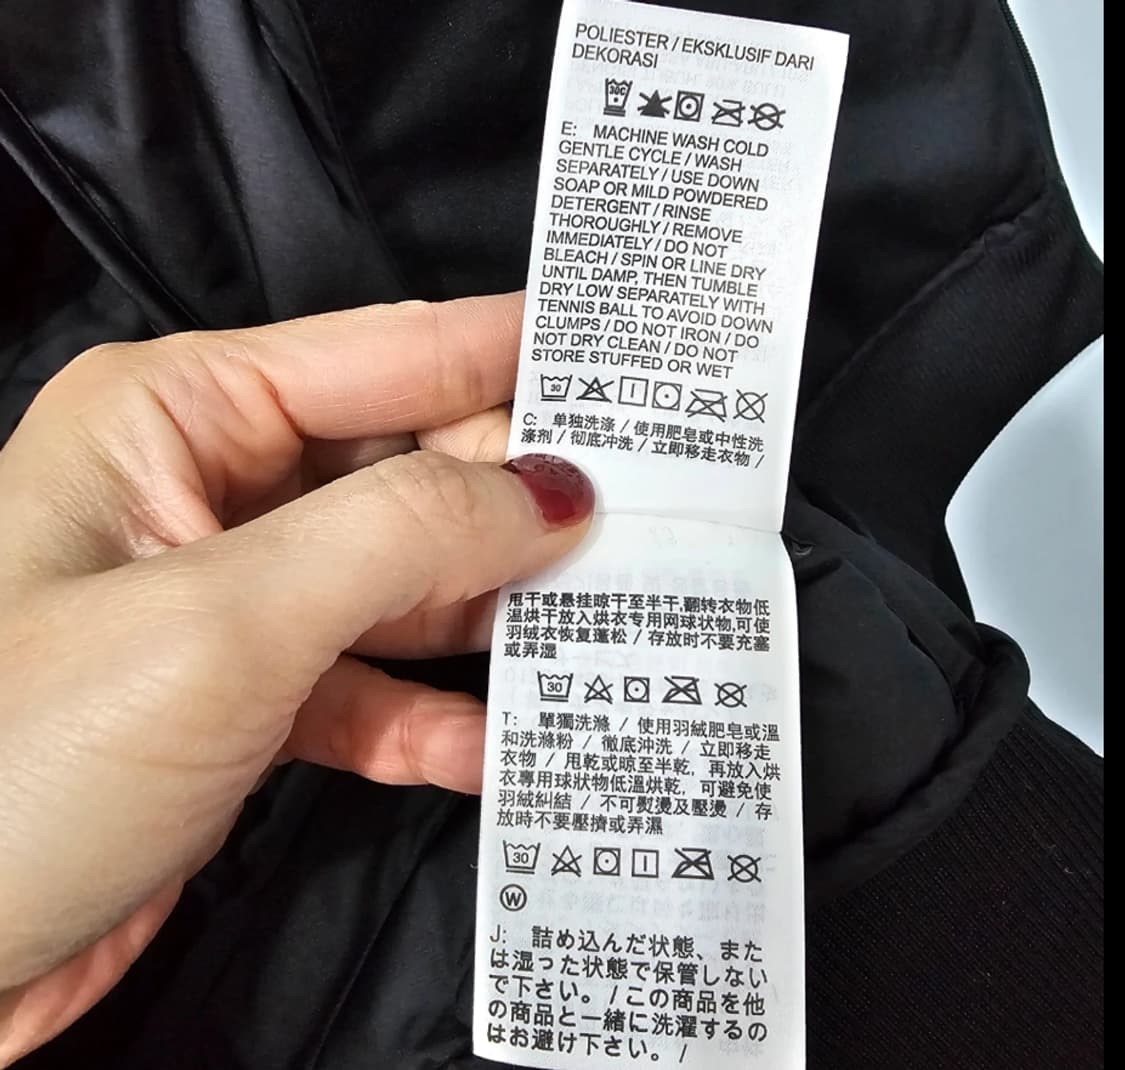 POLIESTER / EKSKLUSIF DARI
DEKORASI
30C
E: MACHINE WASH COLD
GENTLE CYCLE / WASH
SEPARATELY / USE DOWN
SOAP OR MILD POWDERED
DETERGENT / RINSE
THOROUGHLY / REMOVE
IMMEDIATELY / DO NOT
BLEACH / SPIN OR LINE DRY
UNTIL DAMP, THEN TUMBLE
DRY LOW SEPARATELY WITH
TENNIS BALL TO AVOID DOWN
CLUMPS / DO NOT IRON / DO
NOT DRY CLEAN / DO NOT
STORE STUFFED OR WET
30
C: 单独洗涤 / 使用肥皂或中性洗
涤剂 / 彻底冲洗 / 立即移走衣物 /
甩干或悬挂晾干至半干,翻转衣物低
温烘干放入烘衣专用网球状物,可使
羽绒衣恢复蓬松 / 存放时不要充塞
或弄湿
30
T: 單獨洗滌 / 使用羽絨肥皂或溫
和洗滌粉 / 徹底沖洗 / 立即移走
衣物 / 甩乾或晾至半乾，再放入烘
衣專用球狀物低溫烘乾，可避免使
羽絨糾結 / 不可熨燙及壓燙 / 存
放時不要壓擠或弄濕
30
W
J: 詰め込んだ状態、また
は湿った状態で保管しない
で下さい。/ この商品を他
の商品と一緒に洗濯するの
はお避け下さい。/